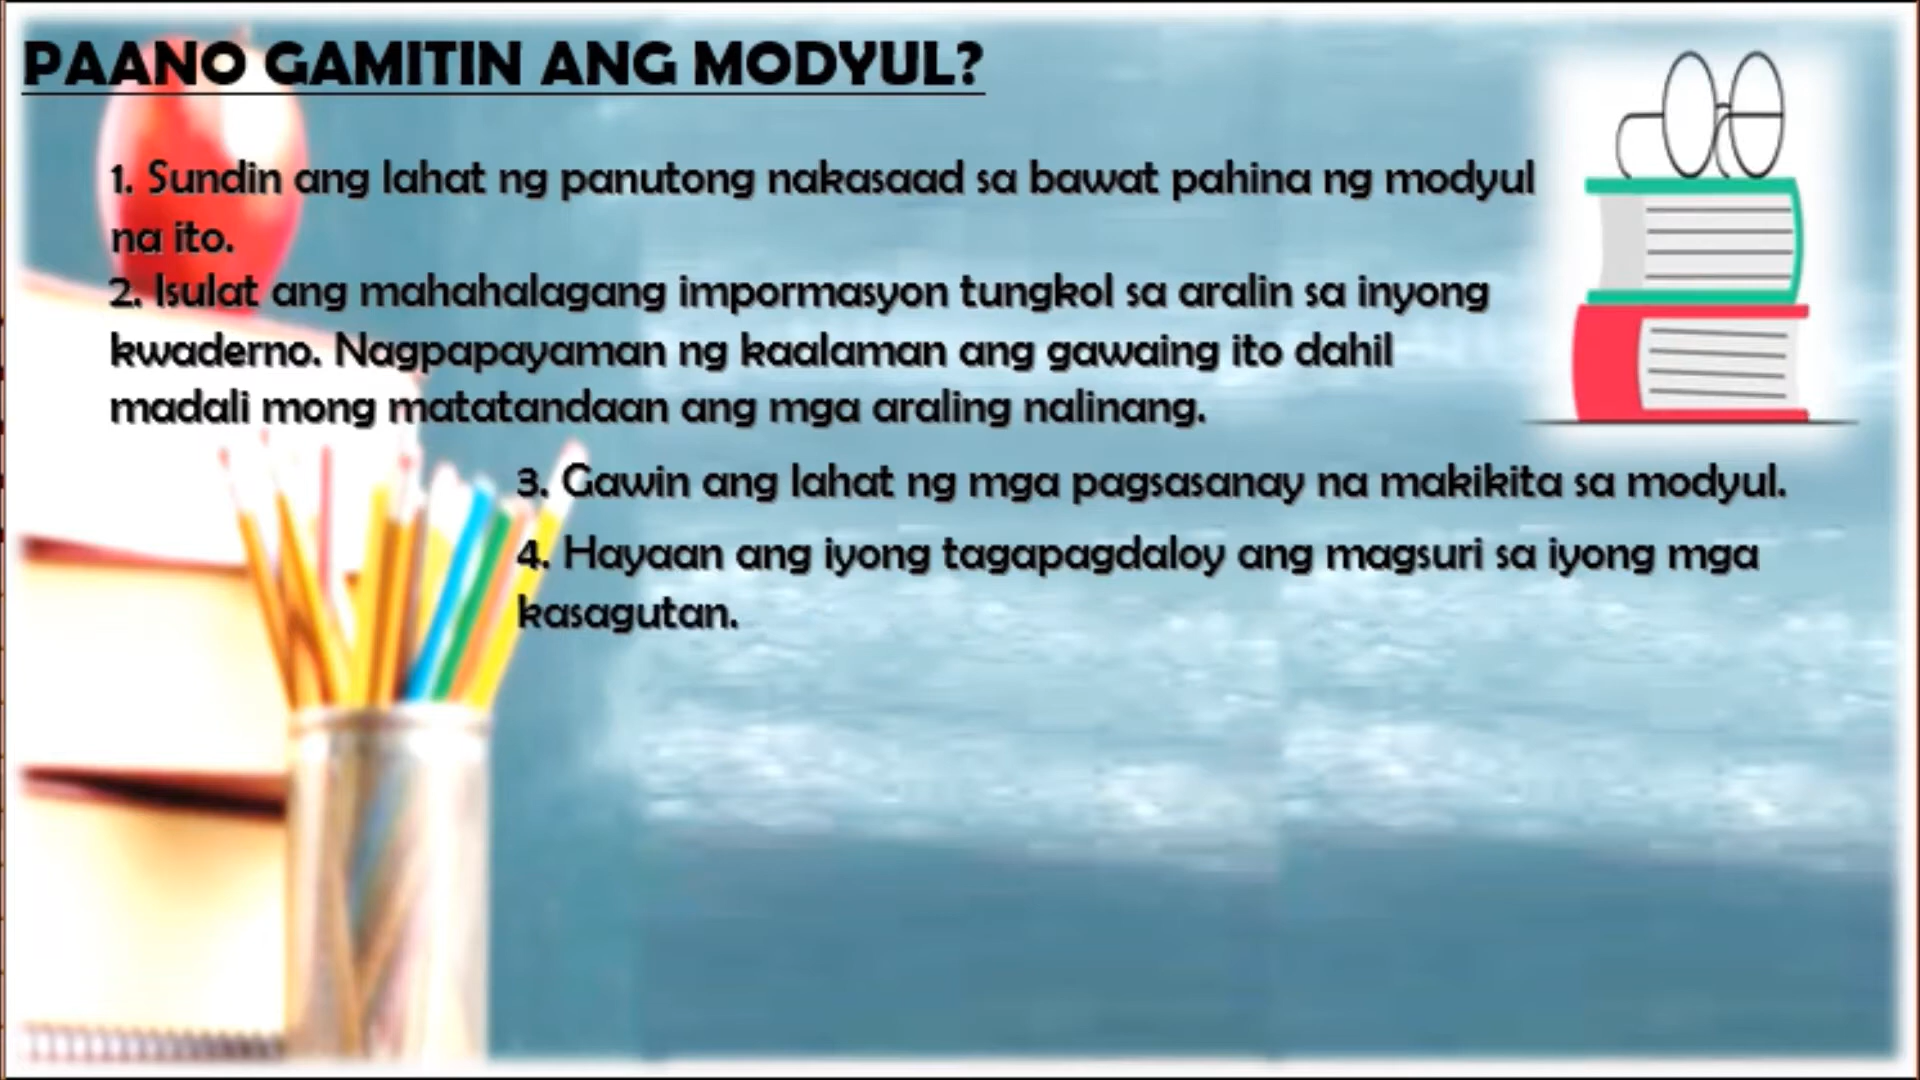 PAANO GAMITIN ANG MODYUL?
1. Sundin ang lahat ng panutong nakasaad sa bawat pahina ng modyul
na ito.
2. Isulat ang mahahalagang impormasyon tungkol sa aralin sa inyong
kwaderno. Nagpapayaman ng kaalaman ang gawaing ito dahil
madali mong matatandaan ang mga araling nalinang.
3. Gawin ang lahat ng mga pagsasanay na makikita sa modyul.
4. Hayaan ang iyong tagapagdaloy ang magsuri sa iyong mga
kasagutan.